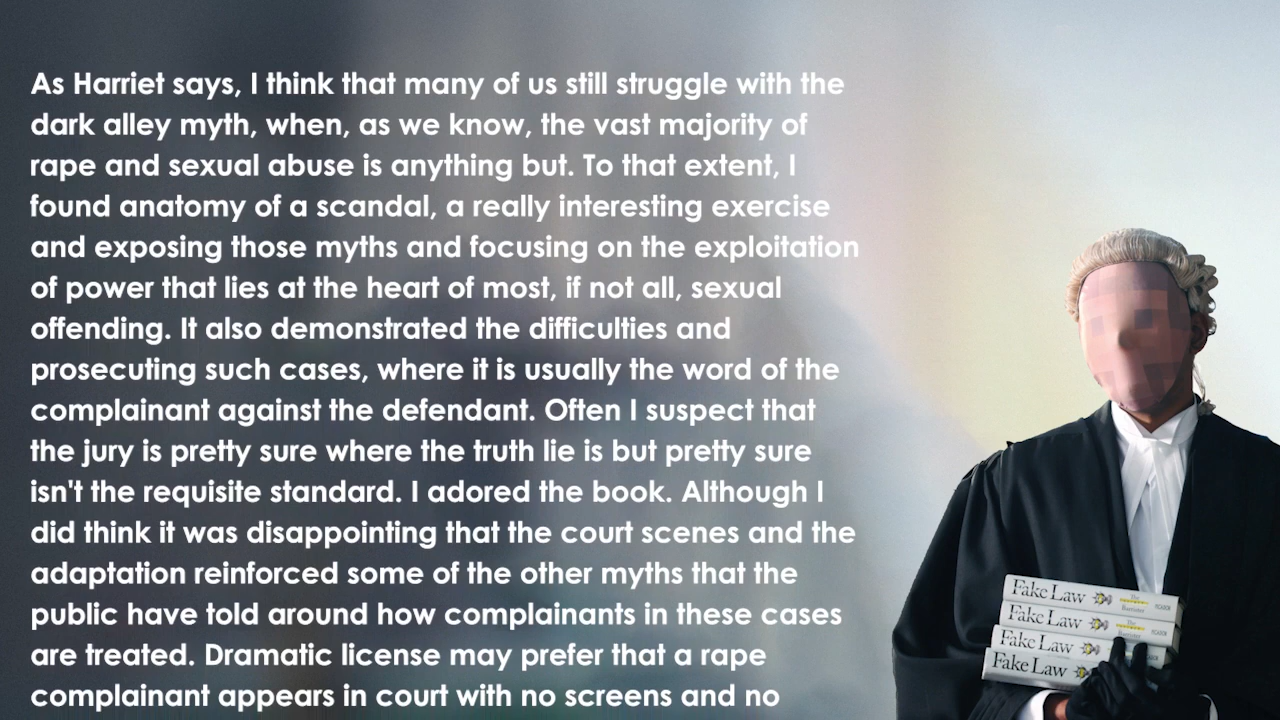 As Harriet says, I think that many of us still struggle with the
dark alley myth, when, as we know, the vast majority of
rape and sexual abuse is anything but. To that extent, I
found anatomy of a scandal, a really interesting exercise
and exposing those myths and focusing on the exploitation
of power that lies at the heart of most, if not all, sexual
offending. It also demonstrated the difficulties and
prosecuting such cases, where it is usually the word of the
complainant against the defendant. Often I suspect that
the jury is pretty sure where the truth lie is but pretty sure
isn't the requisite standard. I adored the book. Although I
did think it was disappointing that the court scenes and the
adaptation reinforced some of the other myths that the
public have told around how complainants in these cases
are treated. Dramatic license may prefer that a rape
complainant appears in court with no screens and no
Fake Law The Secret Barrister PICADOR
Fake Law
Fake Law
Fake Law